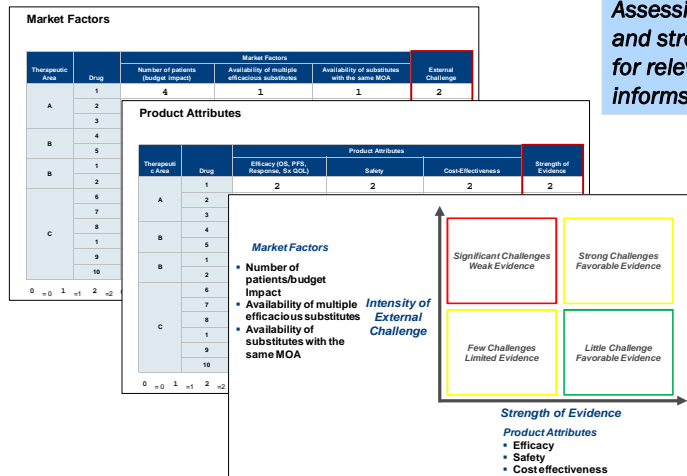 Market Factors
Market Factors
Therapeutic
Area
Drug
Number of patients
(budget impact)
Availability of multiple
efficacious substitutes
Availability of substitutes
with the same MOA
External
Challenge
A
1
4
1
1
2
2
3
B
4
5
B
1
2
C
6
7
8
1
9
10
0 =0 1 =1 2 =2
Product Attributes
Product Attributes
Therapeuti
c Area
Drug
Efficacy (OS, PFS,
Response, Sx QOL)
Safety
Cost-Effectiveness
Strength of
Evidence
A
1
2
2
2
2
2
3
B
4
5
B
1
2
C
6
7
8
1
9
10
0 =0 1 =1 2 =2
and stre
for relev
informs
Market Factors
▪ Number of
patients/budget
Impact
▪ Availability of multiple
efficacious substitutes
▪ Availability of
substitutes with the
same MOA
Intensity of
External
Challenge
Significant Challenges
Weak Evidence
Strong Challenges
Favorable Evidence
Few Challenges
Limited Evidence
Little Challenge
Favorable Evidence
Strength of Evidence
Product Attributes
▪ Efficacy
▪ Safety
▪ Cost effectiveness